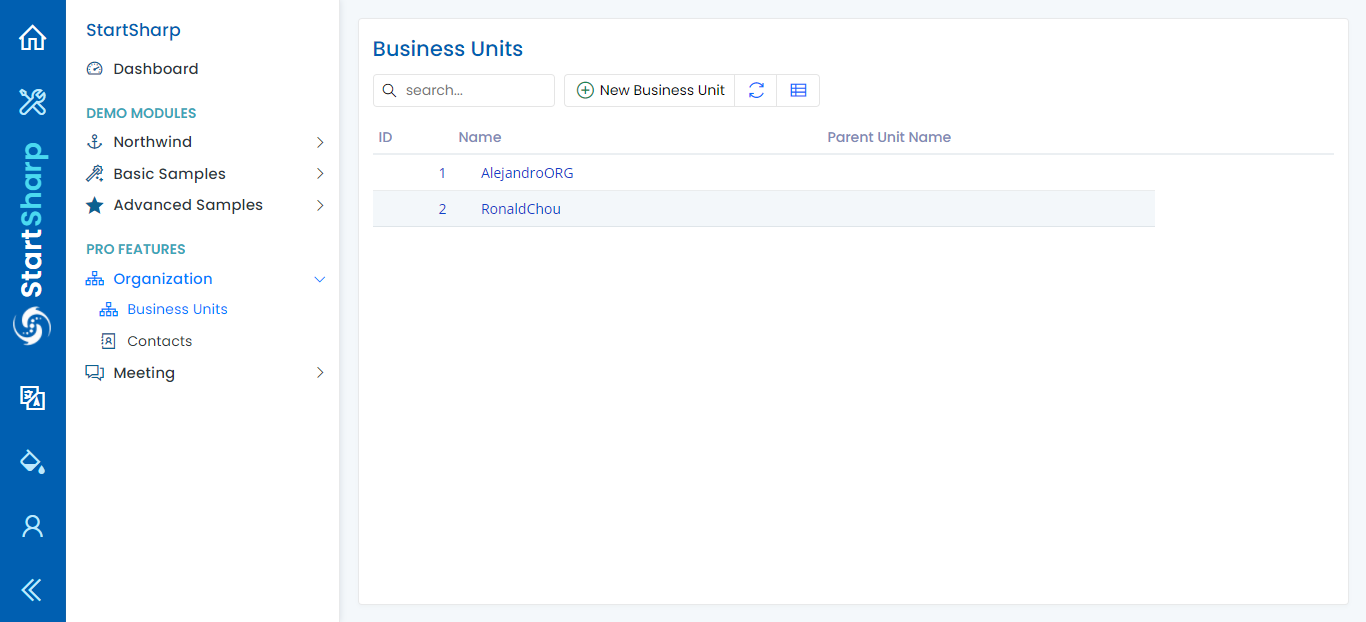 StartSharp
StartSharp
Dashboard
DEMO MODULES
Northwind
Basic Samples
Advanced Samples
PRO FEATURES
Organization
Business Units
Contacts
Meeting
Business Units
search...
New Business Unit
ID Name Parent Unit Name
1 AlejandroORG
2 RonaldChou